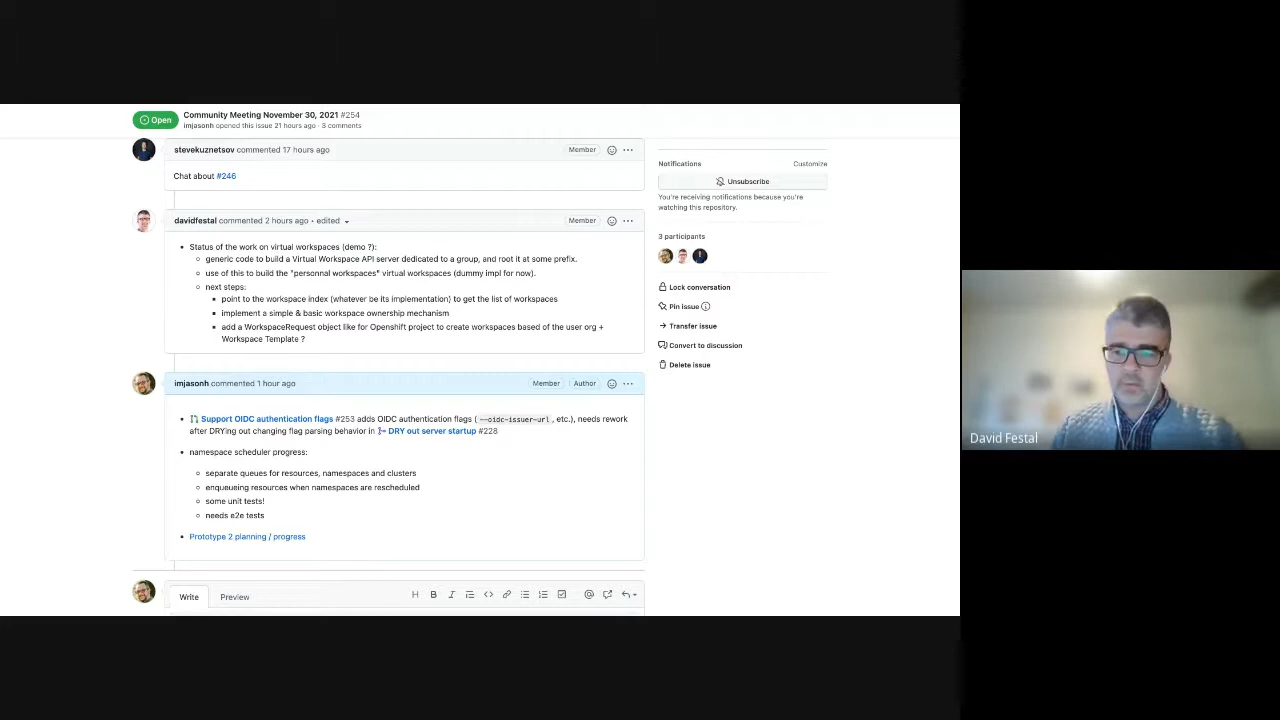 Open
Community Meeting November 30, 2021 #254
imjasonh opened this issue 21 hours ago · 3 comments
stevekuznetsov commented 17 hours ago
Member
Chat about #246
davidfestal commented 2 hours ago • edited
Member
• Status of the work on virtual workspaces (demo ?):
◦ generic code to build a Virtual Workspace API server dedicated to a group, and root it at some prefix.
◦ use of this to build the "personnal workspaces" virtual workspaces (dummy impl for now).
◦ next steps:
▪ point to the workspace index (whatever be its implementation) to get the list of workspaces
▪ implement a simple & basic workspace ownership mechanism
▪ add a WorkspaceRequest object like for Openshift project to create workspaces based of the user org +
Workspace Template ?
imjasonh commented 1 hour ago
Member
Author
• Support OIDC authentication flags #253 adds OIDC authentication flags ( --oidc-issuer-url , etc.), needs rework
after DRYing out changing flag parsing behavior in DRY out server startup #228
• namespace scheduler progress:
◦ separate queues for resources, namespaces and clusters
◦ enqueueing resources when namespaces are rescheduled
◦ some unit tests!
◦ needs e2e tests
• Prototype 2 planning / progress
Write
Preview
Notifications
Customize
Unsubscribe
You're receiving notifications because you're
watching this repository.
3 participants
Lock conversation
Pin issue
Transfer issue
Convert to discussion
Delete issue
David Festal